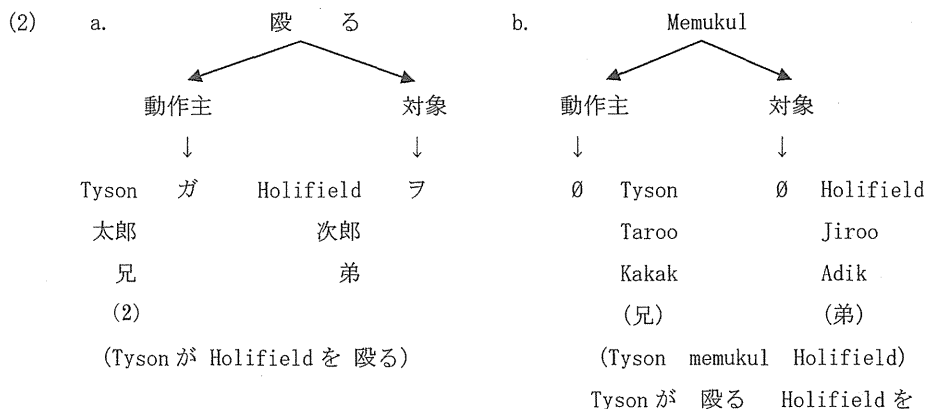 (2) a. 殴 る b. Memukul
動作主 対象 動作主 対象
↓ ↓ ↓ ↓
Tyson ガ Holifield ヲ Ø Tyson Ø Holifield
太郎 次郎 Taroo Jiroo
兄 弟 Kakak Adik
(2) (兄) (弟)
(Tyson が Holifield を 殴る) (Tyson memukul Holifield)
Tyson が 殴る Holifield を